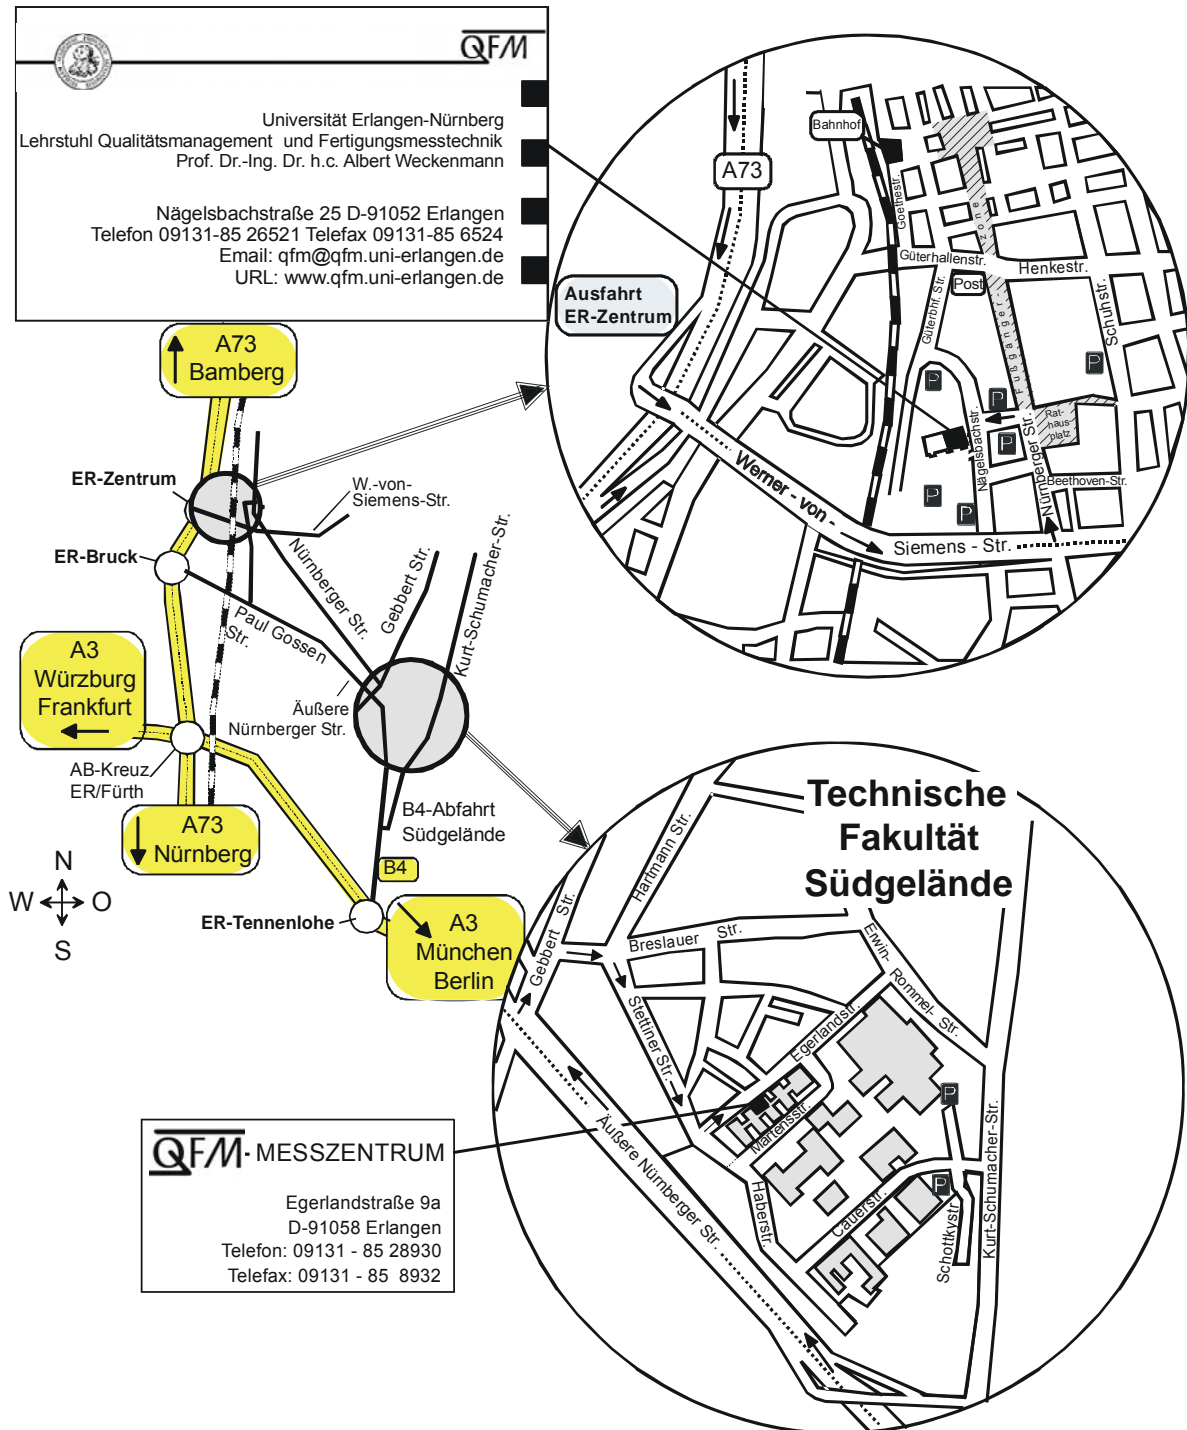 QFM
Universität Erlangen-Nürnberg
Lehrstuhl Qualitätsmanagement und Fertigungsmesstechnik
Prof. Dr.-Ing. Dr. h.c. Albert Weckenmann
Nägelsbachstraße 25 D-91052 Erlangen
Telefon 09131-85 26521 Telefax 09131-85 6524
Email: qfm@qfm.uni-erlangen.de
URL: www.qfm.uni-erlangen.de
A73
Bahnhof
Goethestr.
Güterhallenstr.
Henkestr.
Post
Schuhstr.
Güterbhf. Str.
Fußgänger
zone
Ausfahrt
ER-Zentrum
P
P
P
P
P
P
Rat-
haus-
platz
Nägelsbachstr.
Nürnberger Str.
Beethoven-Str.
Werner - von -
Siemens - Str.
A73
Bamberg
ER-Zentrum
W.-von-
Siemens-Str.
ER-Bruck
Nürnberger Str.
Gebbert Str.
Kurt-Schumacher-Str.
Paul Gossen
Str.
A3
Würzburg
Frankfurt
Äußere
Nürnberger Str.
AB-Kreuz
ER/Fürth
A73
Nürnberg
B4-Abfahrt
Südgelände
B4
N
W
O
S
ER-Tennenlohe
A3
München
Berlin
Technische
Fakultät
Südgelände
Hartmann Str.
Gebbert Str.
Breslauer Str.
Erwin- Rommel- Str.
Stettiner Str.
Egerlandstr.
Martensstr.
P
Äußere Nürnberger Str.
Haberstr.
Cauerstr.
P
Schottkystr.
Kurt-Schumacher-Str.
QFM - MESSZENTRUM
Egerlandstraße 9a
D-91058 Erlangen
Telefon: 09131 - 85 28930
Telefax: 09131 - 85 8932